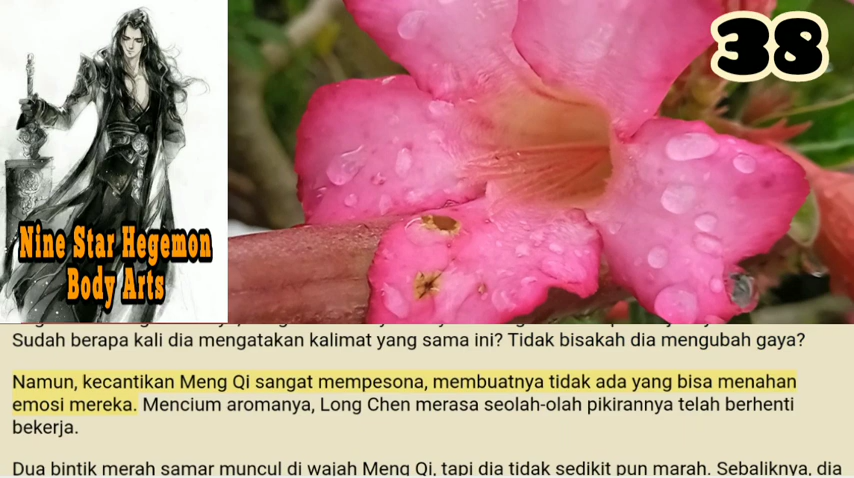 38
Nine Star Hegemon
Body Arts
Sudah berapa kali dia mengatakan kalimat yang sama ini? Tidak bisakah dia mengubah gaya?
Namun, kecantikan Meng Qi sangat mempesona, membuatnya tidak ada yang bisa menahan
emosi mereka. Mencium aromanya, Long Chen merasa seolah-olah pikirannya telah berhenti
bekerja.
Dua bintik merah samar muncul di wajah Meng Qi, tapi dia tidak sedikit pun marah. Sebaliknya, dia